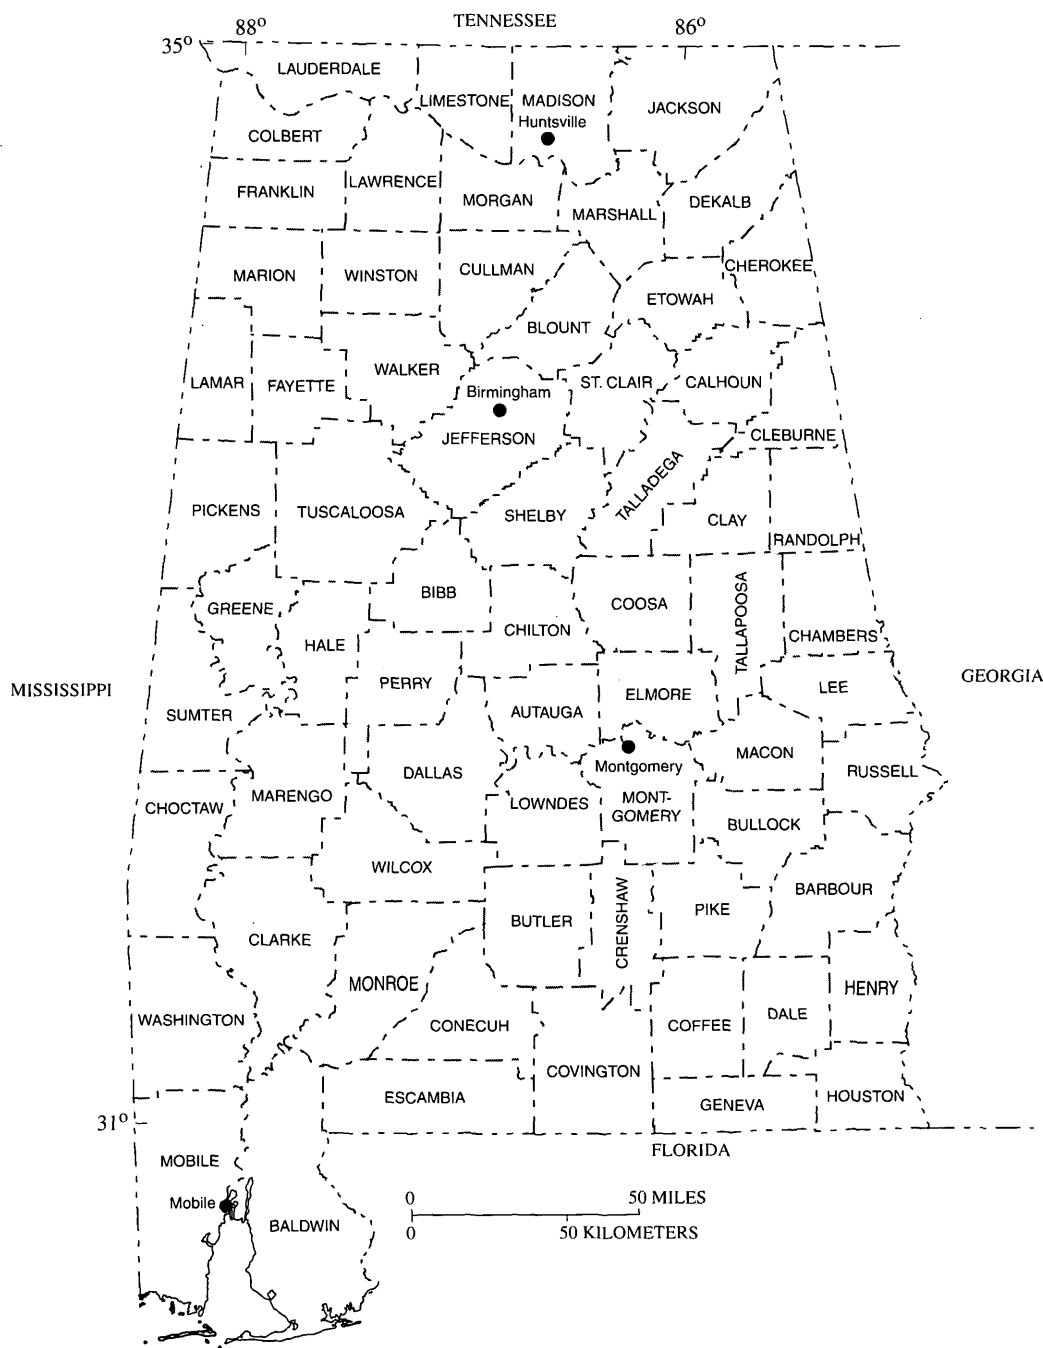 TENNESSEE
88°
86°
35°
LAUDERDALE
LIMESTONE
MADISON
Huntsville
JACKSON
COLBERT
LAWRENCE
FRANKLIN
MORGAN
MARSHALL
DEKALB
MARION
WINSTON
CULLMAN
CHEROKEE
ETOWAH
BLOUNT
WALKER
LAMAR
FAYETTE
Birmingham
ST. CLAIR
CALHOUN
JEFFERSON
CLEBURNE
TALLADEGA
PICKENS
TUSCALOOSA
SHELBY
CLAY
RANDOLPH
BIBB
COOSA
TALLAPOOSA
GREENE
HALE
CHILTON
CHAMBERS
MISSISSIPPI
GEORGIA
PERRY
ELMORE
LEE
SUMTER
AUTAUGA
MACON
Montgomery
DALLAS
RUSSELL
CHOCTAW
MARENGO
LOWNDES
MONT-
GOMERY
BULLOCK
WILCOX
BARBOUR
CRENSHAW
PIKE
BUTLER
CLARKE
MONROE
HENRY
WASHINGTON
CONECUH
COFFEE
DALE
COVINGTON
ESCAMBIA
GENEVA
HOUSTON
31°
FLORIDA
MOBILE
Mobile
BALDWIN
0 50 MILES
0 50 KILOMETERS